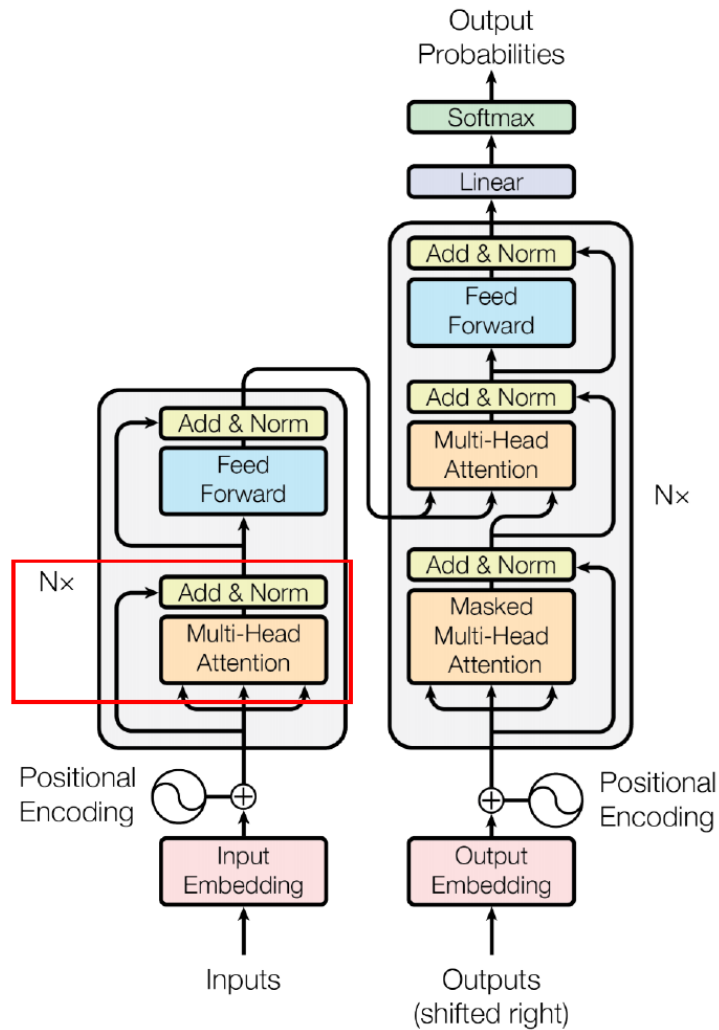 Output
Probabilities
Softmax
Linear
Add & Norm
Feed
Forward
Add & Norm
Multi-Head
Attention
Nx
Add & Norm
Masked
Multi-Head
Attention
Add & Norm
Feed
Forward
Nx
Add & Norm
Multi-Head
Attention
Positional
Encoding
Positional
Encoding
Input
Embedding
Output
Embedding
Inputs
Outputs
(shifted right)